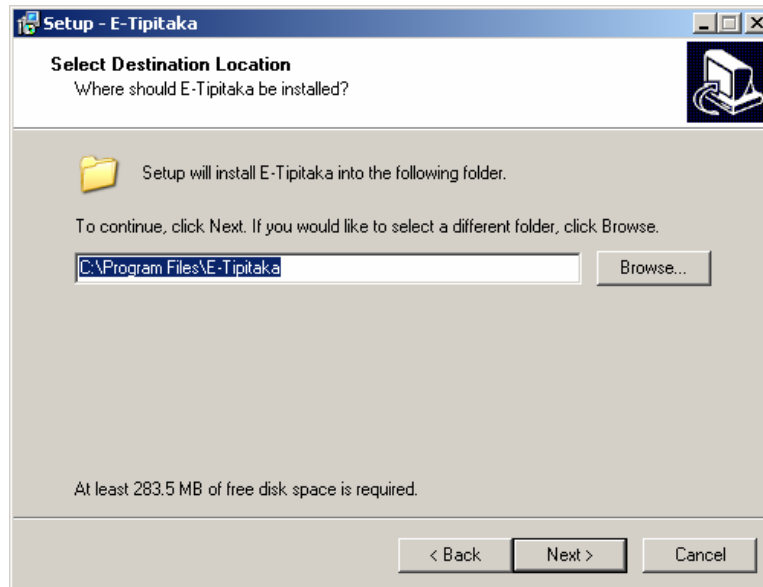 Setup - E-Tipitaka
Select Destination Location
Where should E-Tipitaka be installed?
Setup will install E-Tipitaka into the following folder.
To continue, click Next. If you would like to select a different folder, click Browse.
C:\Program Files\E-Tipitaka
Browse...
At least 283.5 MB of free disk space is required.
< Back
Next >
Cancel